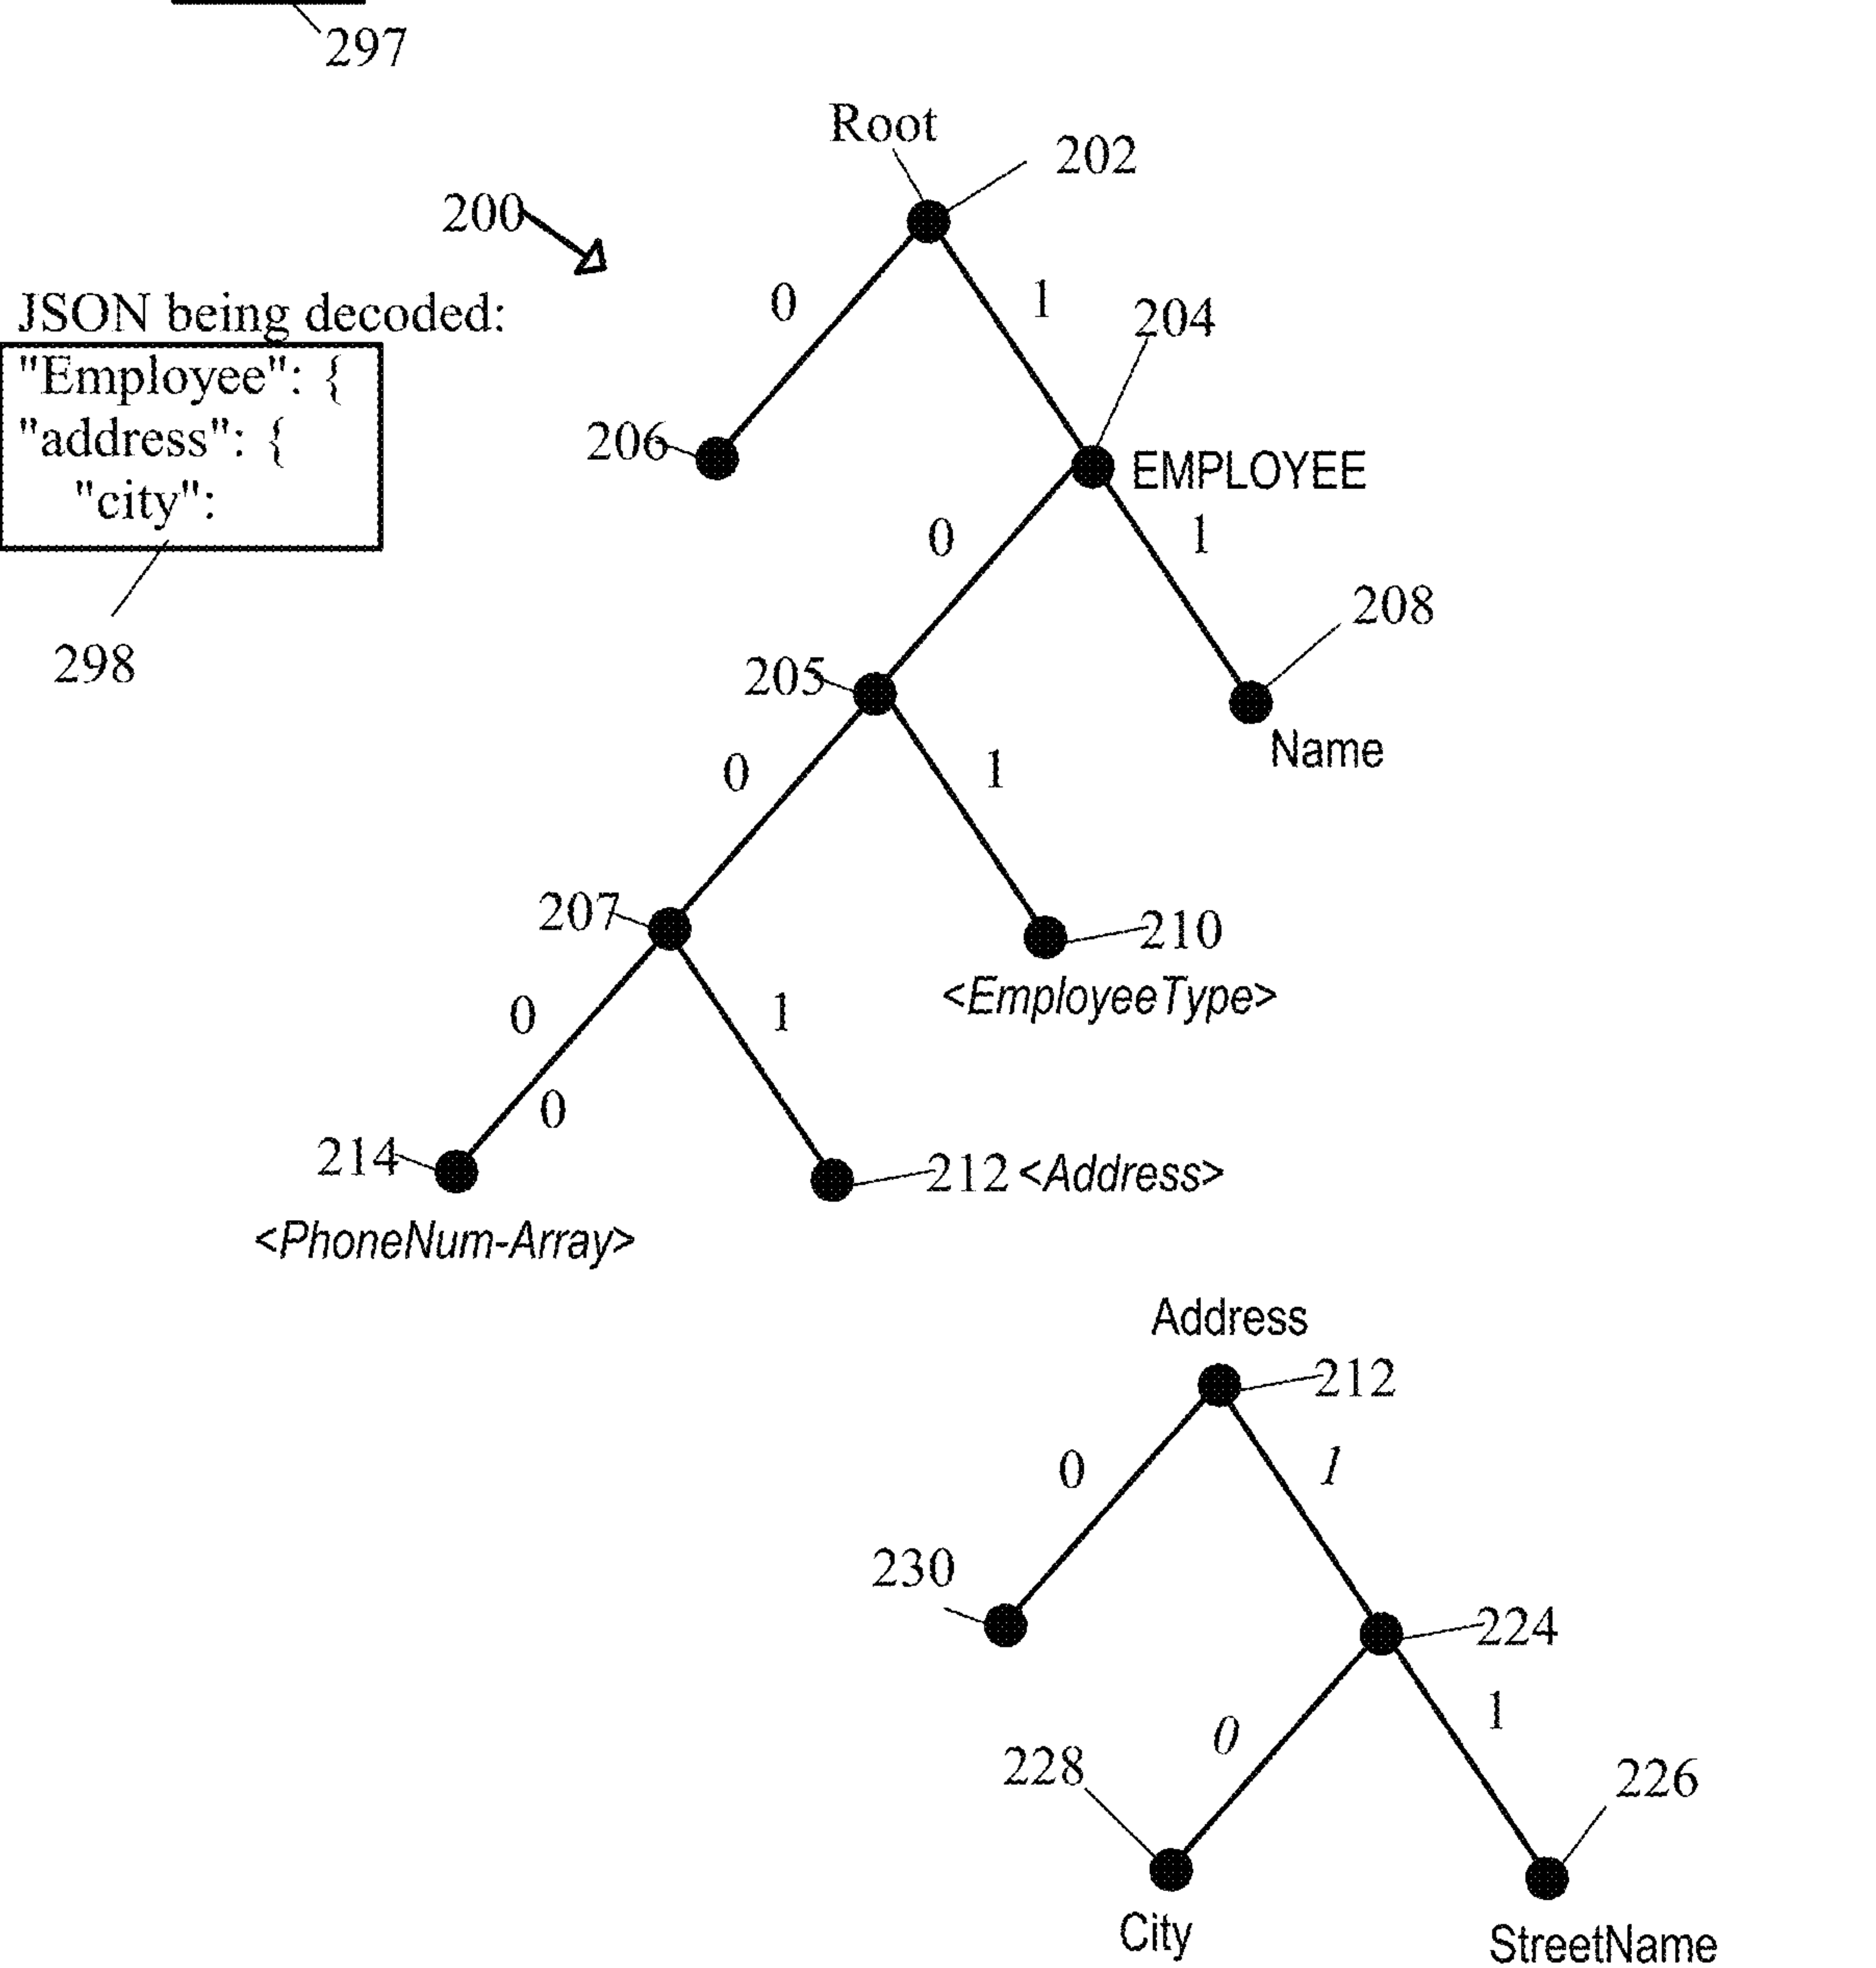 297
Root
202
200
0
1
204
JSON being decoded:
"Employee": {
"address": {
"city":
206
EMPLOYEE
0
1
208
298
205
Name
0
1
207
210
<EmployeeType>
0
1
0
214
212 <Address>
<PhoneNum-Array>
Address
212
0
1
230
224
0
1
228
226
City
StreetName